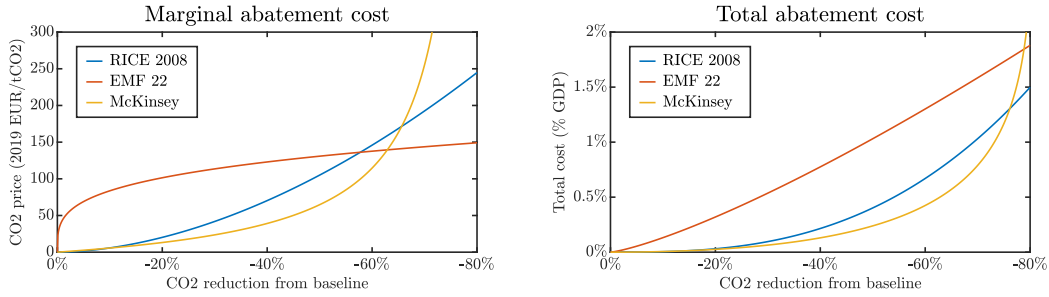 Marginal abatement cost
CO2 price (2019 EUR/tCO2)
300
250
200
150
100
50
0
RICE 2008
EMF 22
McKinsey
0%
-20%
-40%
-60%
-80%
CO2 reduction from baseline
Total abatement cost
Total cost (% GDP)
2%
1.5%
1%
0.5%
0%
RICE 2008
EMF 22
McKinsey
0%
-20%
-40%
-60%
-80%
CO2 reduction from baseline